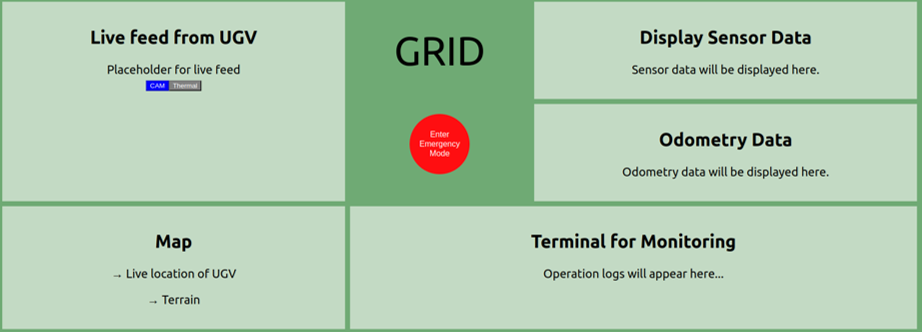 Live feed from UGV
Placeholder for live feed
CAM Thermal
GRID
Enter
Emergency
Mode
Display Sensor Data
Sensor data will be displayed here.
Odometry Data
Odometry data will be displayed here.
Map
→ Live location of UGV
→ Terrain
Terminal for Monitoring
Operation logs will appear here...